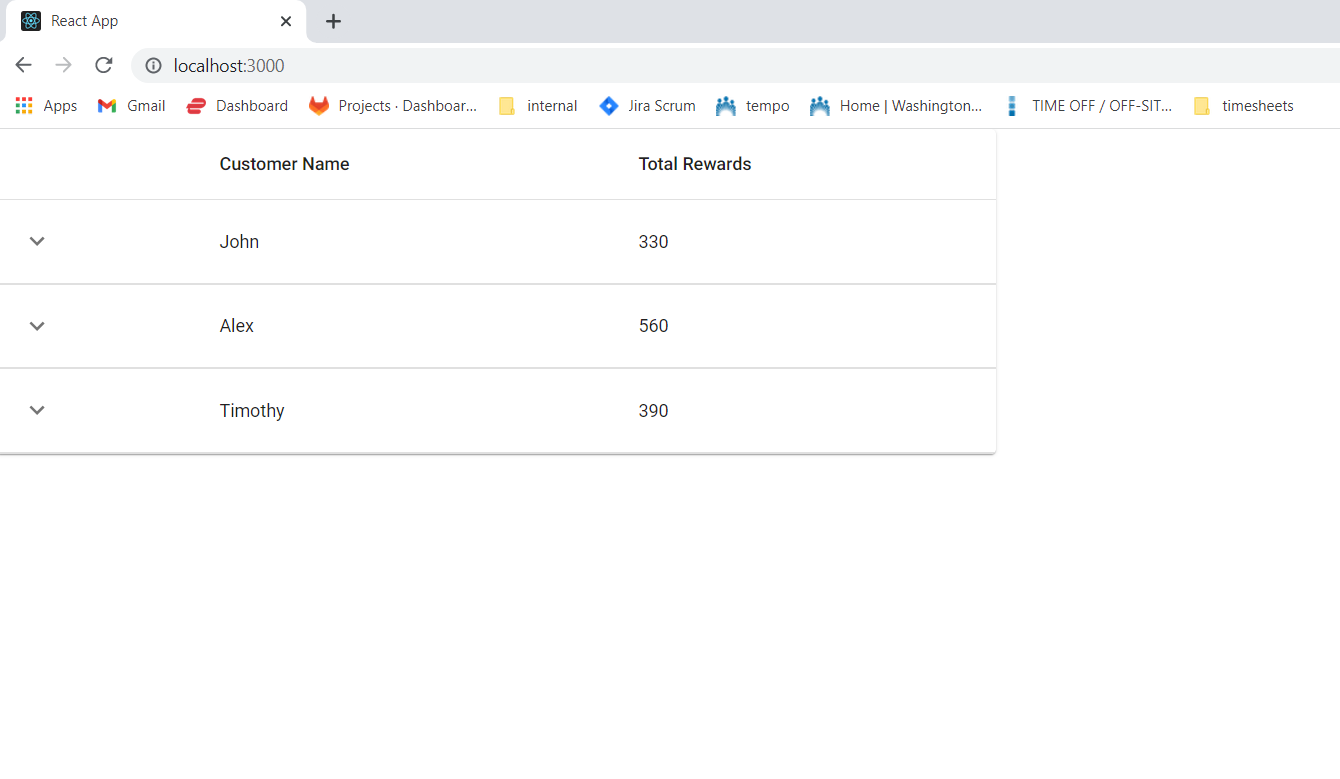 React App
localhost:3000
Apps Gmail Dashboard Projects · Dashboar... internal Jira Scrum tempo Home | Washington... TIME OFF / OFF-SIT... timesheets
Customer Name Total Rewards
John 330
Alex 560
Timothy 390